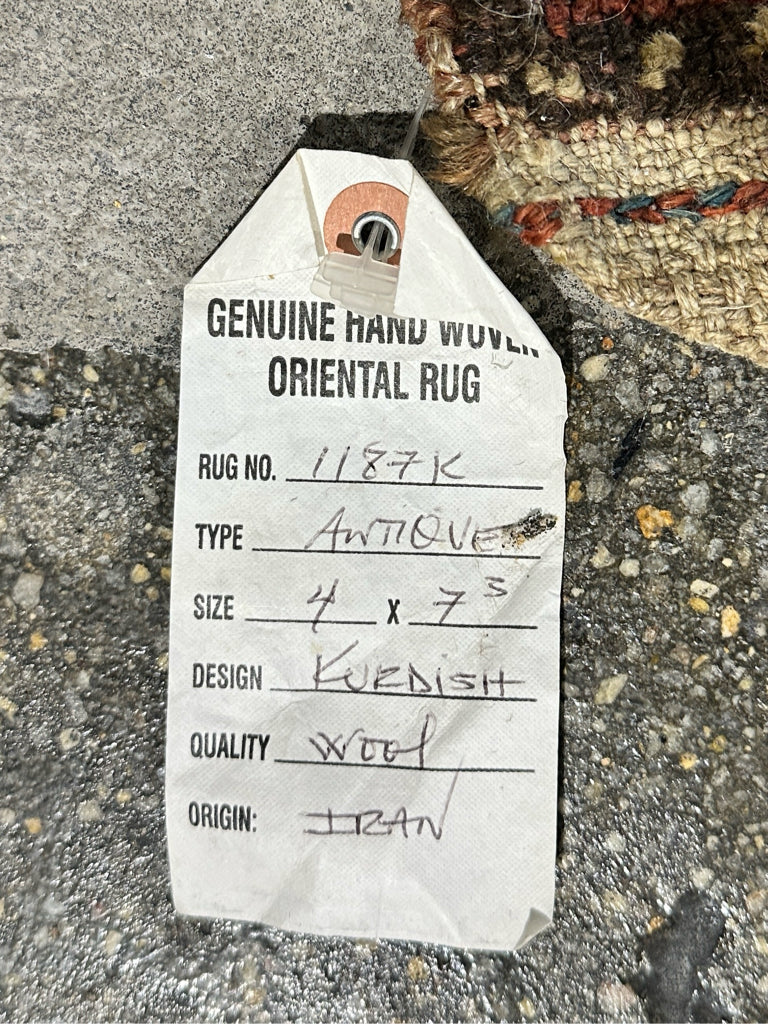 GENUINE HAND WOVEN
ORIENTAL RUG
RUG NO. 1187K
TYPE ANTIQUE
SIZE 4 x 7 5
DESIGN KURDISH
QUALITY WOOL
ORIGIN: IRAN